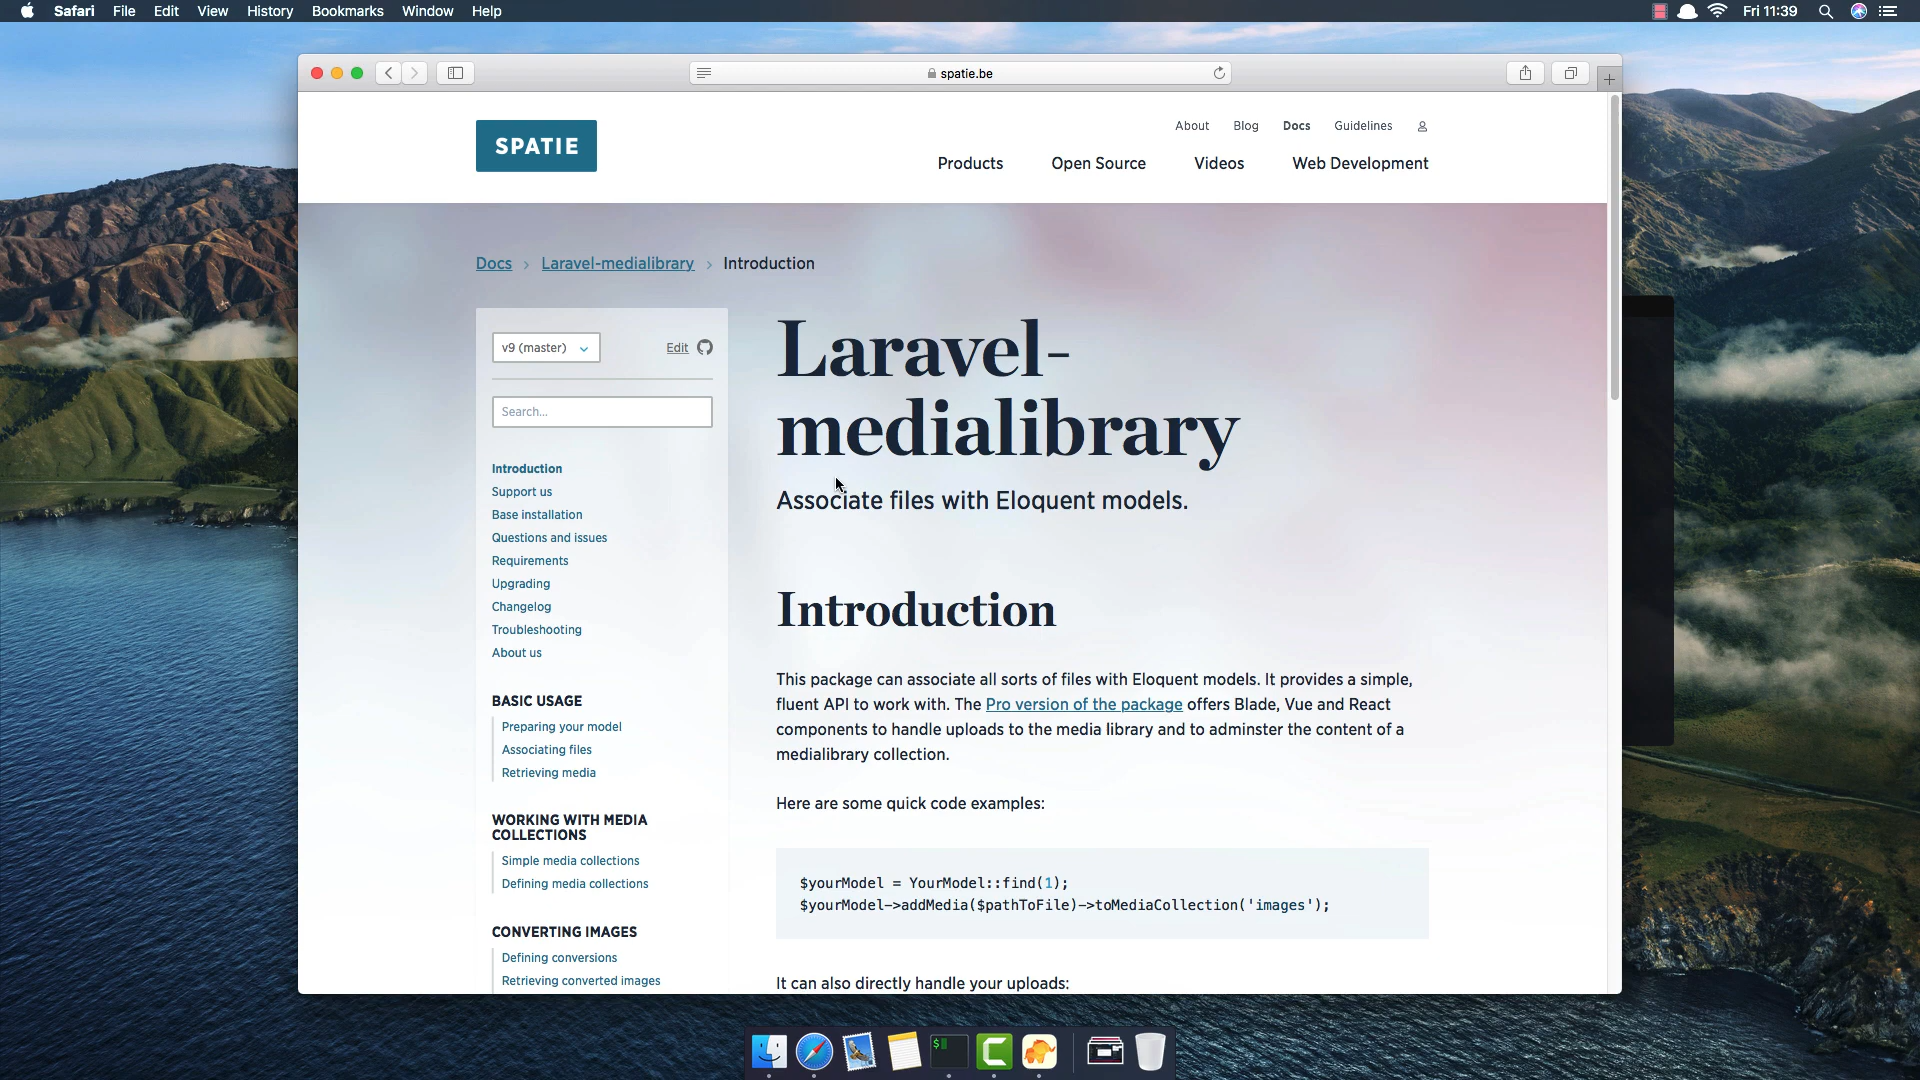 Safari File Edit View History Bookmarks Window Help
Fri 11:39
spatie.be
SPATIE
About Blog Docs Guidelines
Products Open Source Videos Web Development
Docs › Laravel-medialibrary › Introduction
v9 (master)
Edit
Search...
Introduction
Support us
Base installation
Questions and issues
Requirements
Upgrading
Changelog
Troubleshooting
About us
BASIC USAGE
Preparing your model
Associating files
Retrieving media
WORKING WITH MEDIA
COLLECTIONS
Simple media collections
Defining media collections
CONVERTING IMAGES
Defining conversions
Retrieving converted images
Laravel-
medialibrary
Associate files with Eloquent models.
Introduction
This package can associate all sorts of files with Eloquent models. It provides a simple,
fluent API to work with. The Pro version of the package offers Blade, Vue and React
components to handle uploads to the media library and to adminster the content of a
medialibrary collection.
Here are some quick code examples:
$yourModel = YourModel::find(1);
$yourModel->addMedia($pathToFile)->toMediaCollection('images');
It can also directly handle your uploads: